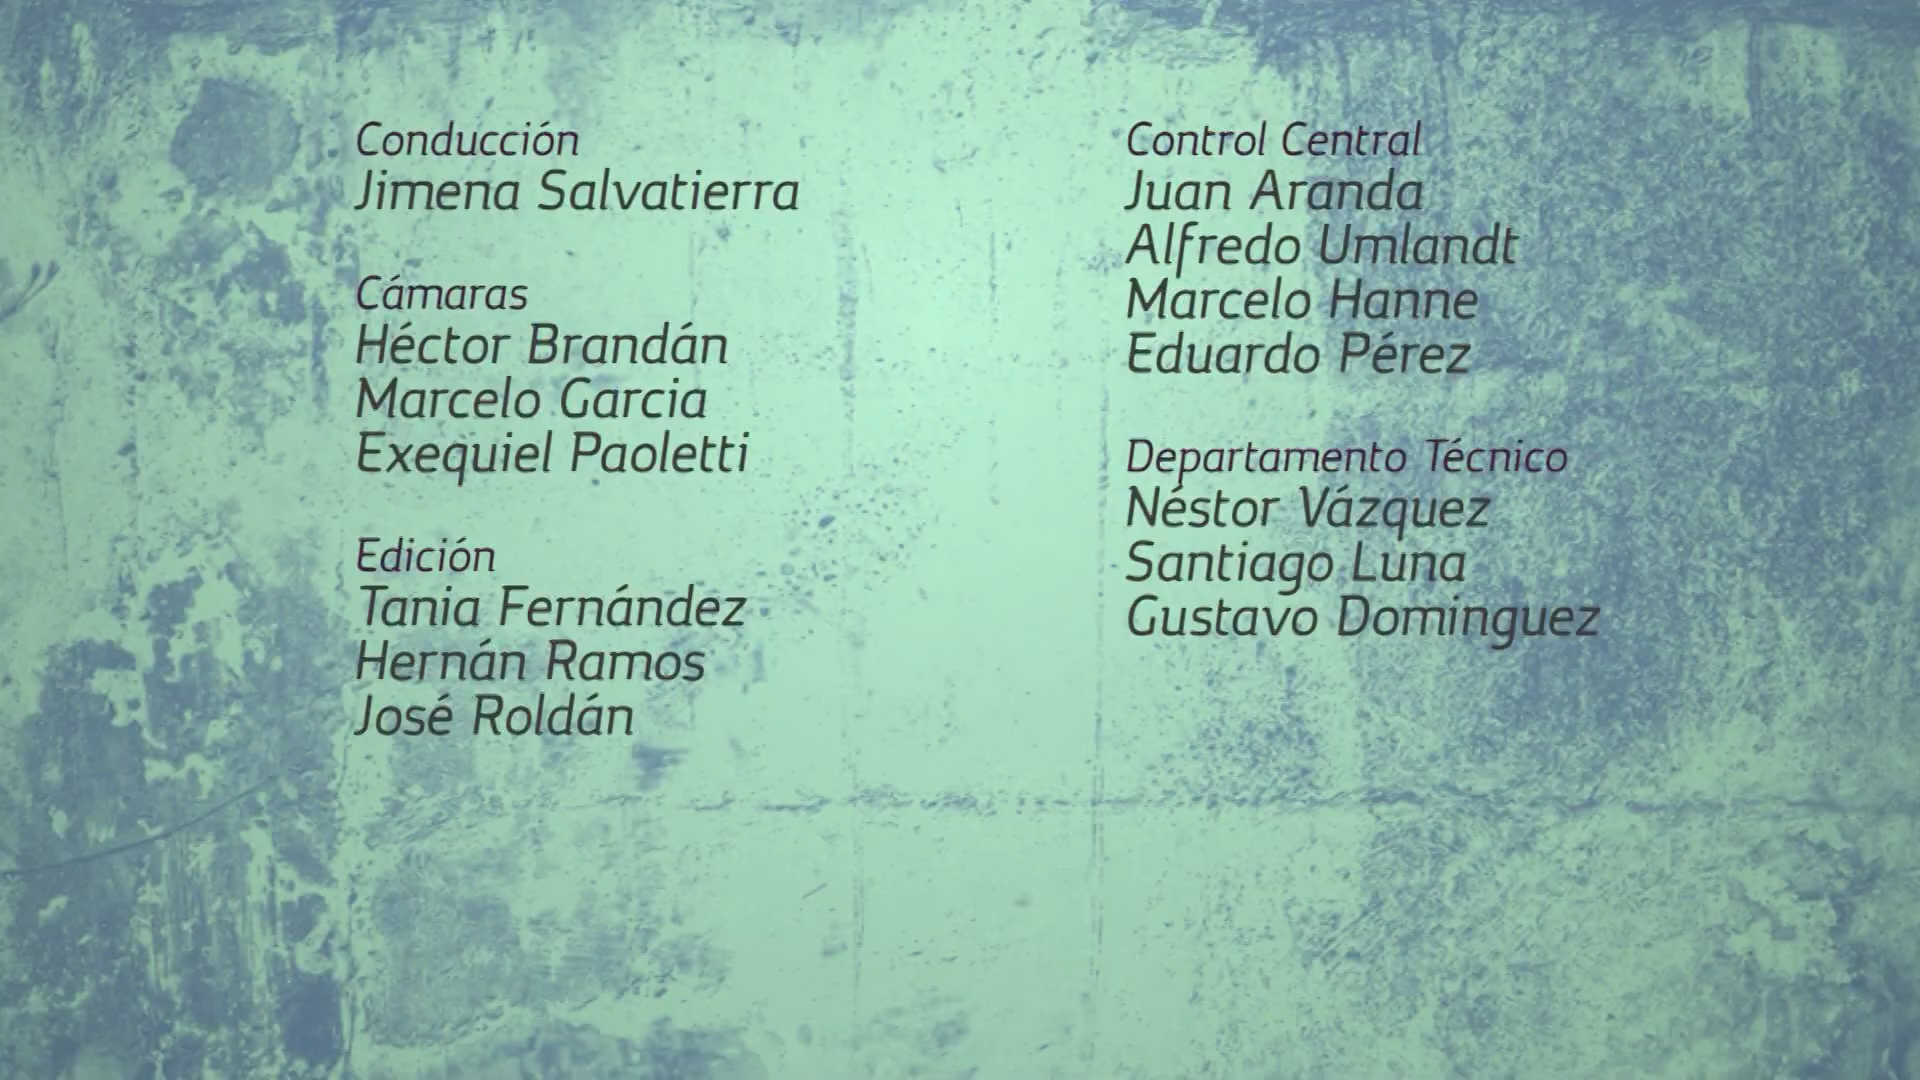 Conducción
Jimena Salvatierra
Cámaras
Héctor Brandán
Marcelo Garcia
Exequiel Paoletti
Edición
Tania Fernández
Hernán Ramos
José Roldán
Control Central
Juan Aranda
Alfredo Umlandt
Marcelo Hanne
Eduardo Pérez
Departamento Técnico
Néstor Vázquez
Santiago Luna
Gustavo Dominguez